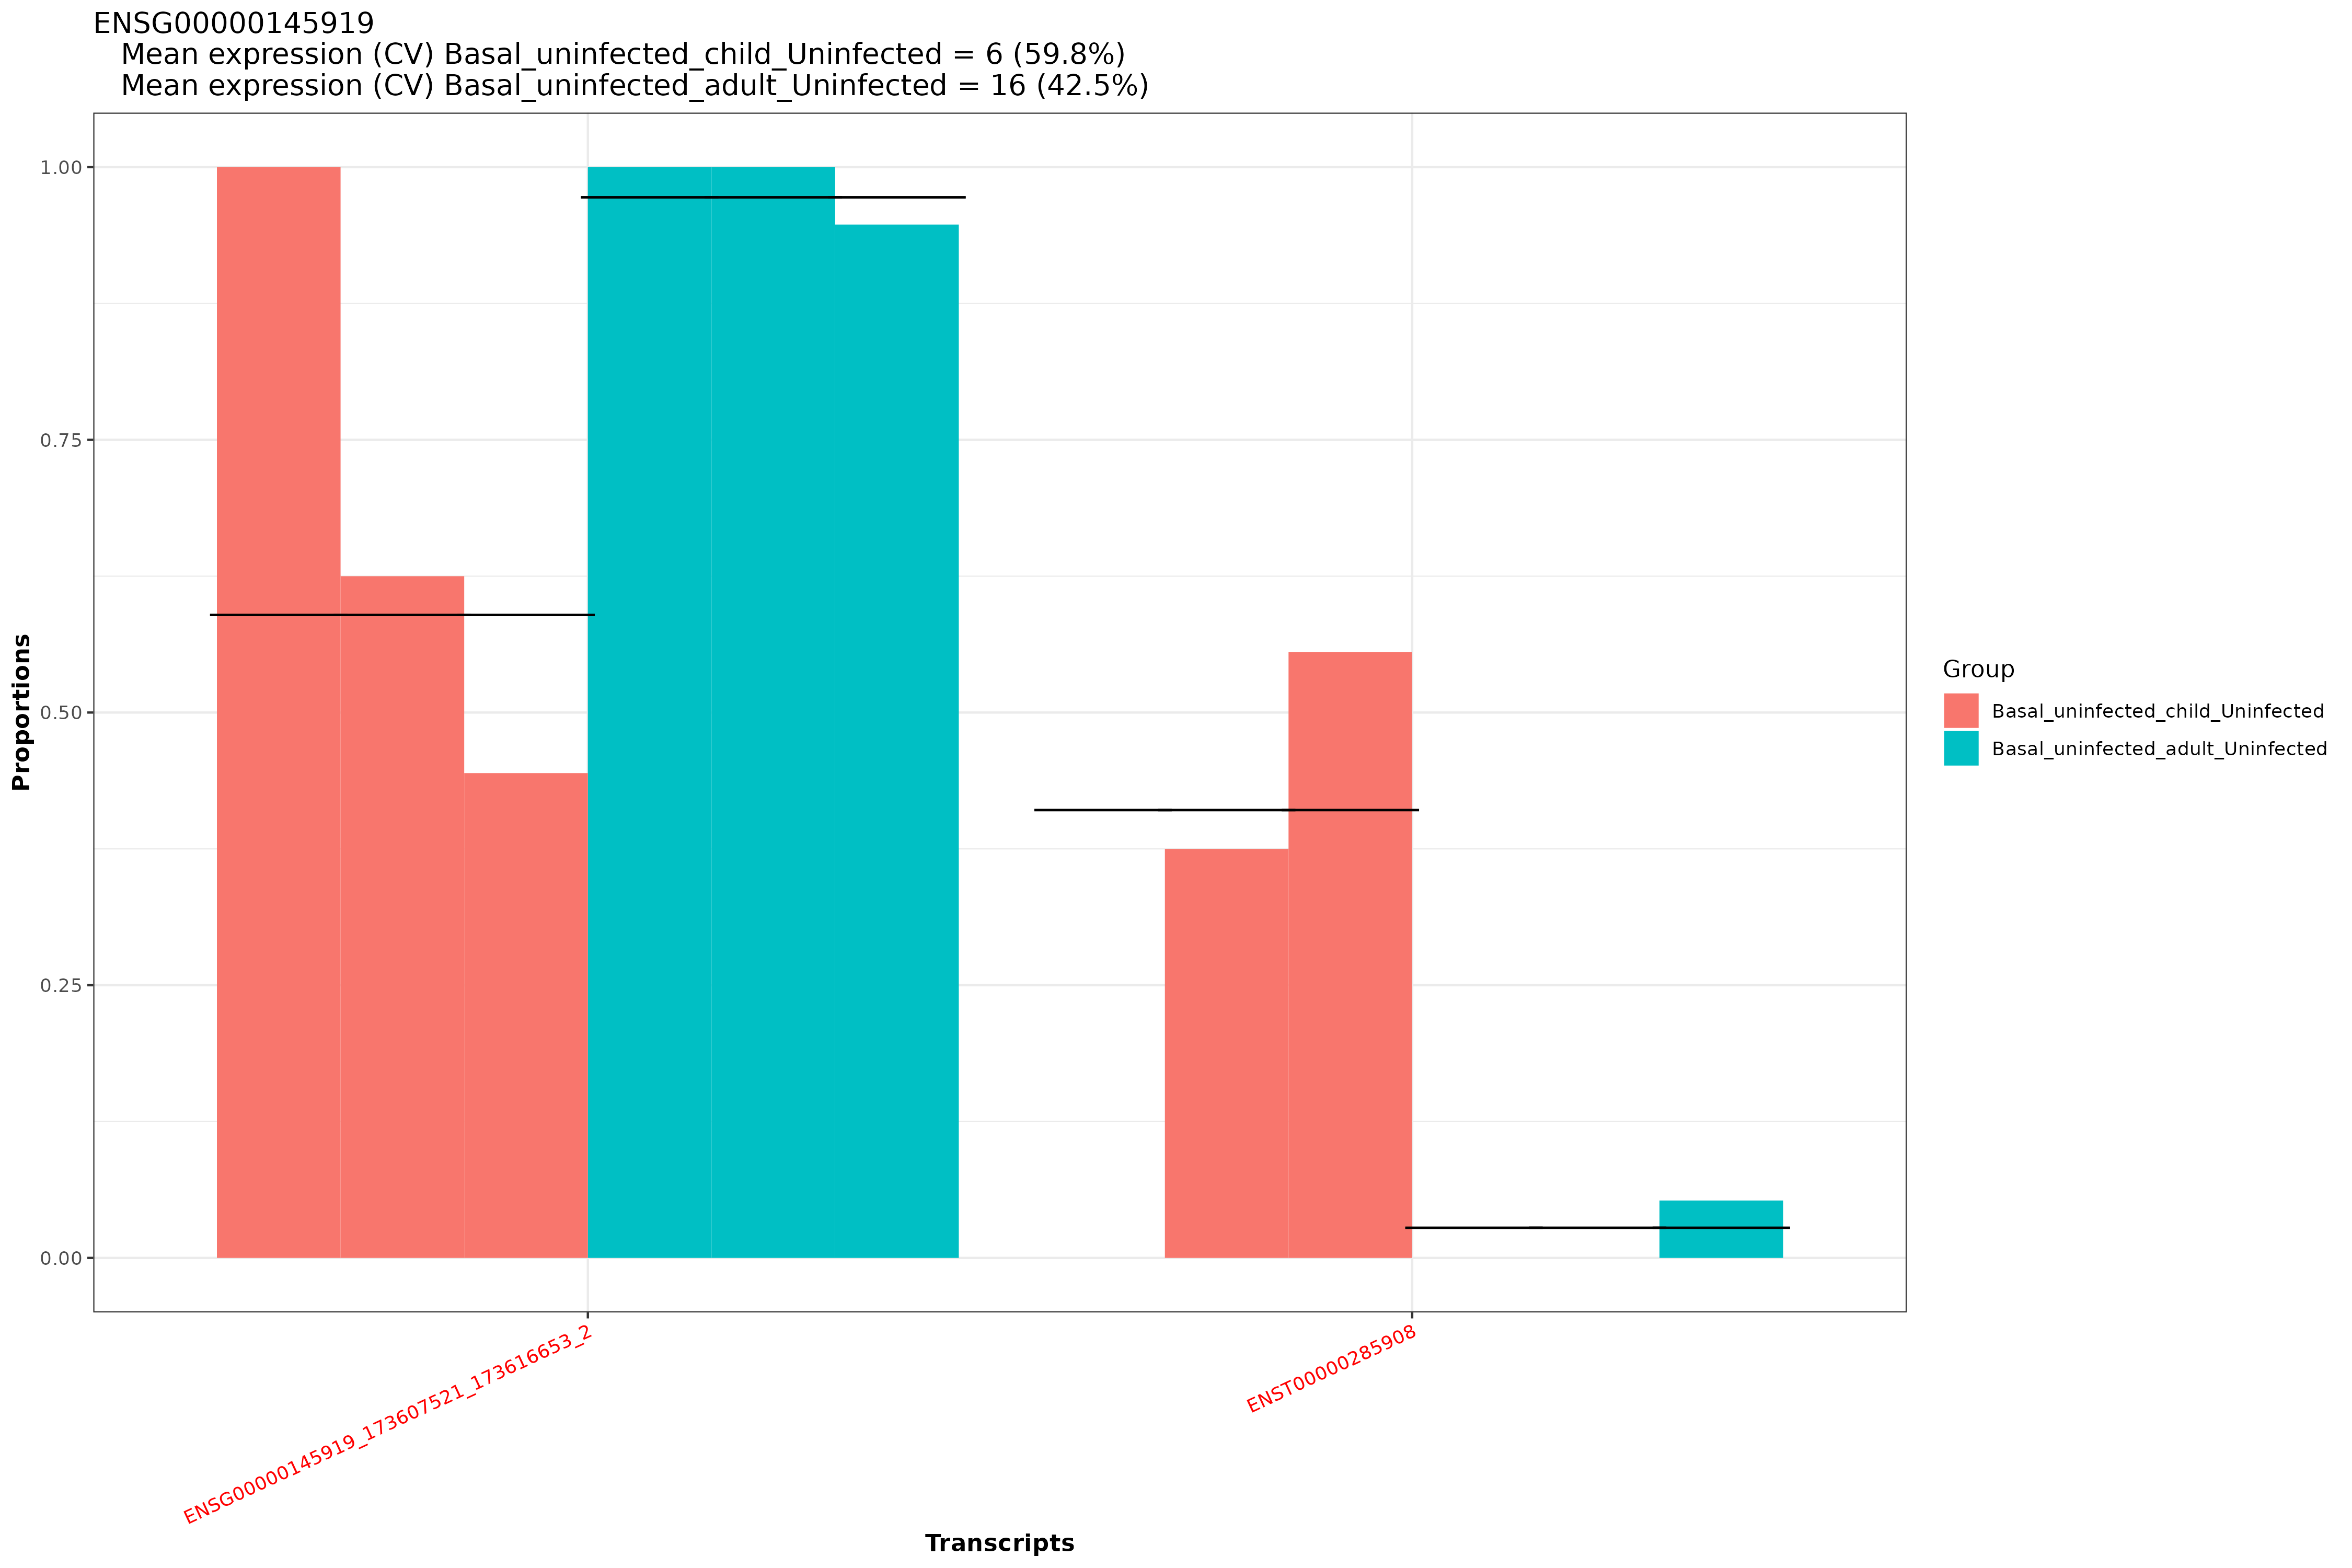 ENSG00000145919
Mean expression (CV) Basal_uninfected_child_Uninfected = 6 (59.8%)
Mean expression (CV) Basal_uninfected_adult_Uninfected = 16 (42.5%)
1.00
0.75
0.50
0.25
0.00
Proportions
Group
Basal_uninfected_child_Uninfected
Basal_uninfected_adult_Uninfected
ENSG00000145919_173607521_173616653_2
ENST00000285908
Transcripts